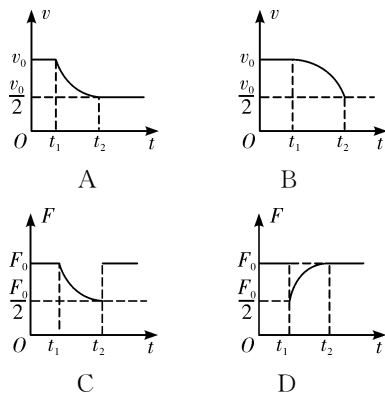 v
v₀
v₀/2
O t₁ t₂ t
A
v
v₀
v₀/2
O t₁ t₂ t
B
F
F₀
F₀/2
O t₁ t₂ t
C
F
F₀
F₀/2
O t₁ t₂ t
D